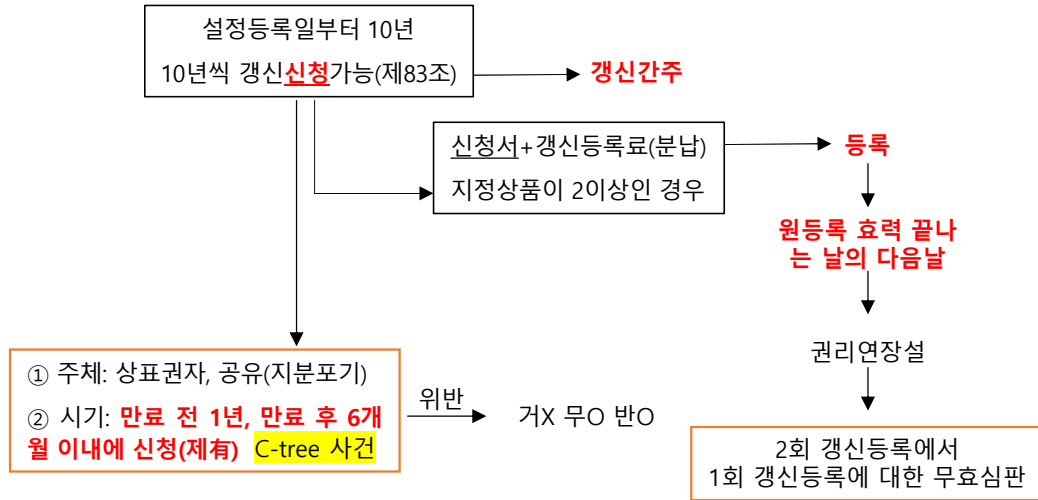 설정등록일부터 10년
10년씩 갱신신청가능(제83조)
갱신간주
신청서+갱신등록료(분납)
지정상품이 2이상인 경우
등록
원등록 효력 끝나
는 날의 다음날
권리연장설
① 주체: 상표권자, 공유(지분포기)
② 시기: 만료 전 1년, 만료 후 6개
월 이내에 신청(제有) C-tree 사건
위반
거X 무O 반O
2회 갱신등록에서
1회 갱신등록에 대한 무효심판